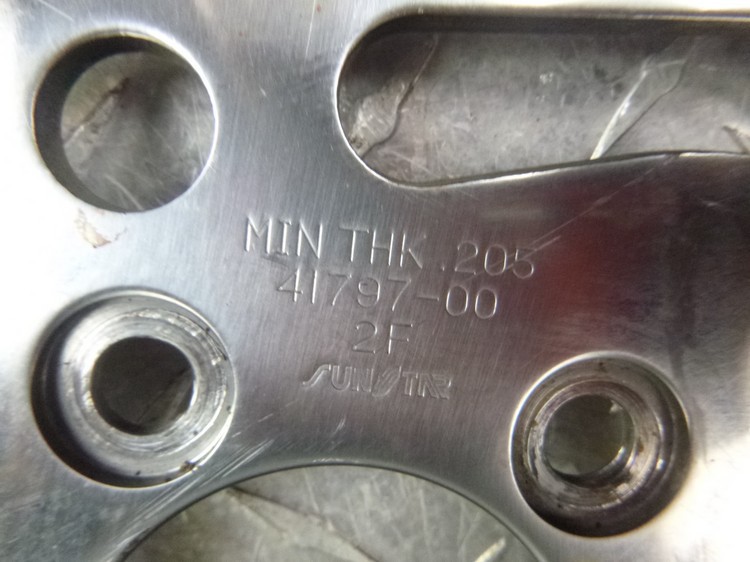 MIN THK .205
41797-00
2F
SUNSTAR